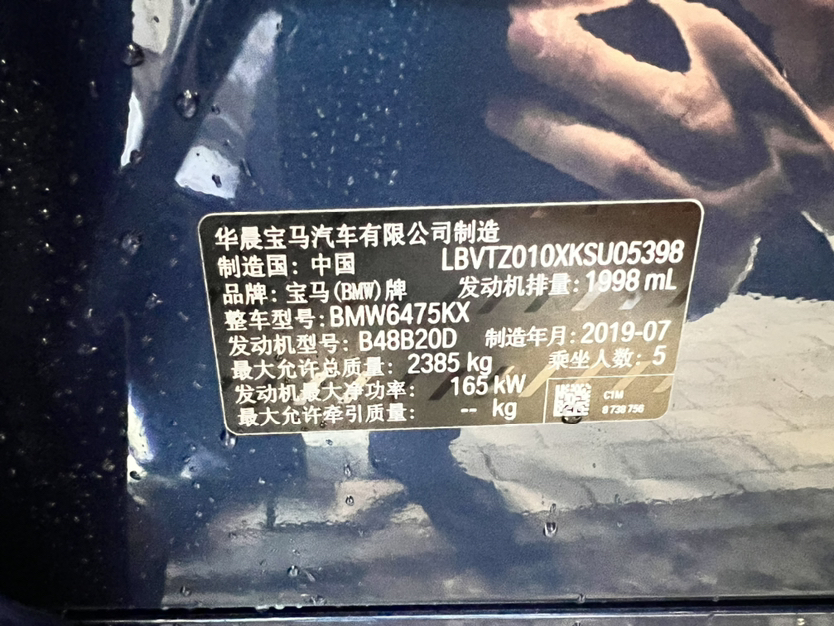 华晨宝马汽车有限公司制造
制造国: 中国 LBVTZ010XKSU05398
品牌: 宝马(BMW)牌 发动机排量: 1998 mL
整车型号: BMW6475KX
发动机型号: B48B20D 制造年月: 2019-07
最大允许总质量: 2385 kg 乘坐人数: 5
发动机最大净功率: 165 kW
最大允许牵引质量: -- kg
C1M
8 738 756